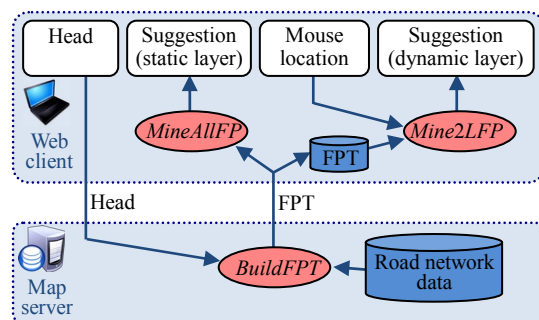 Head
Suggestion
(static layer)
Mouse
location
Suggestion
(dynamic layer)
Web
client
MineAllFP
FPT
Mine2LFP
Head
FPT
Map
server
BuildFPT
Road network
data